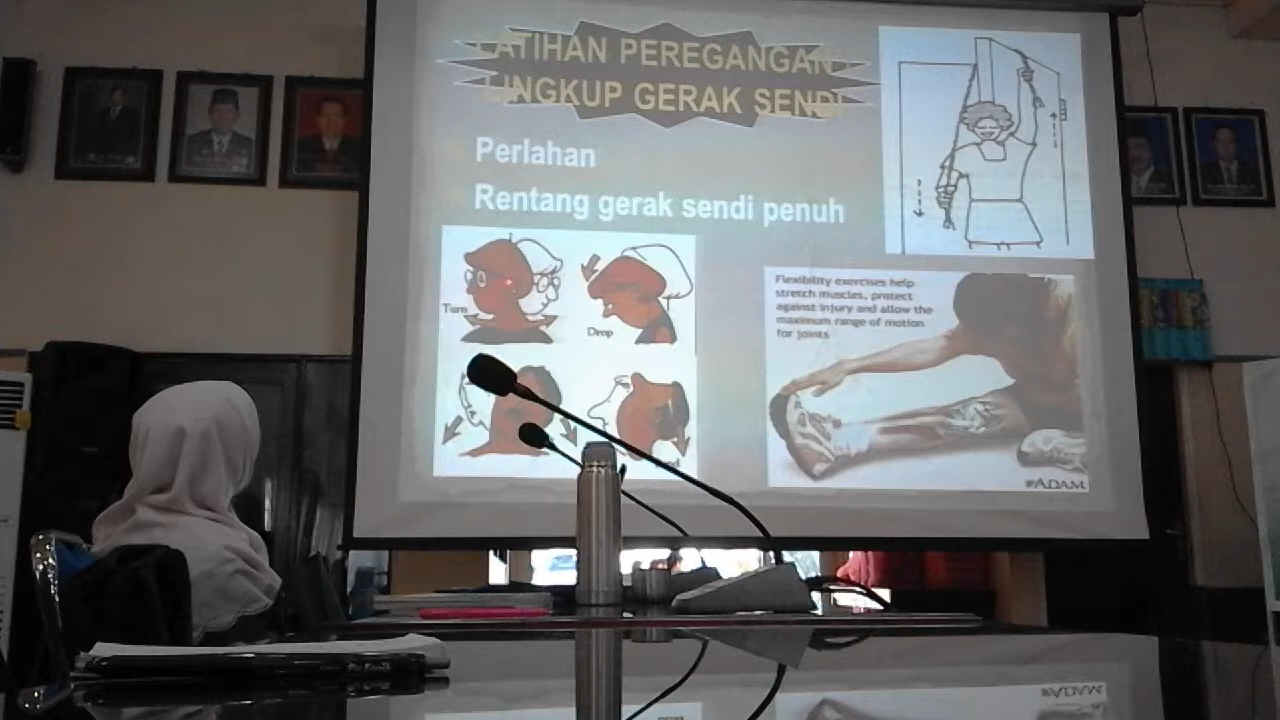 LATIHAN PEREGANGAN
LINGKUP GERAK SENDI
Perlahan
Rentang gerak sendi penuh
Turn
Drop
Flexibility exercises help
stretch muscles, protect
against injury and allow the
maximum range of motion
for joints
ADAM